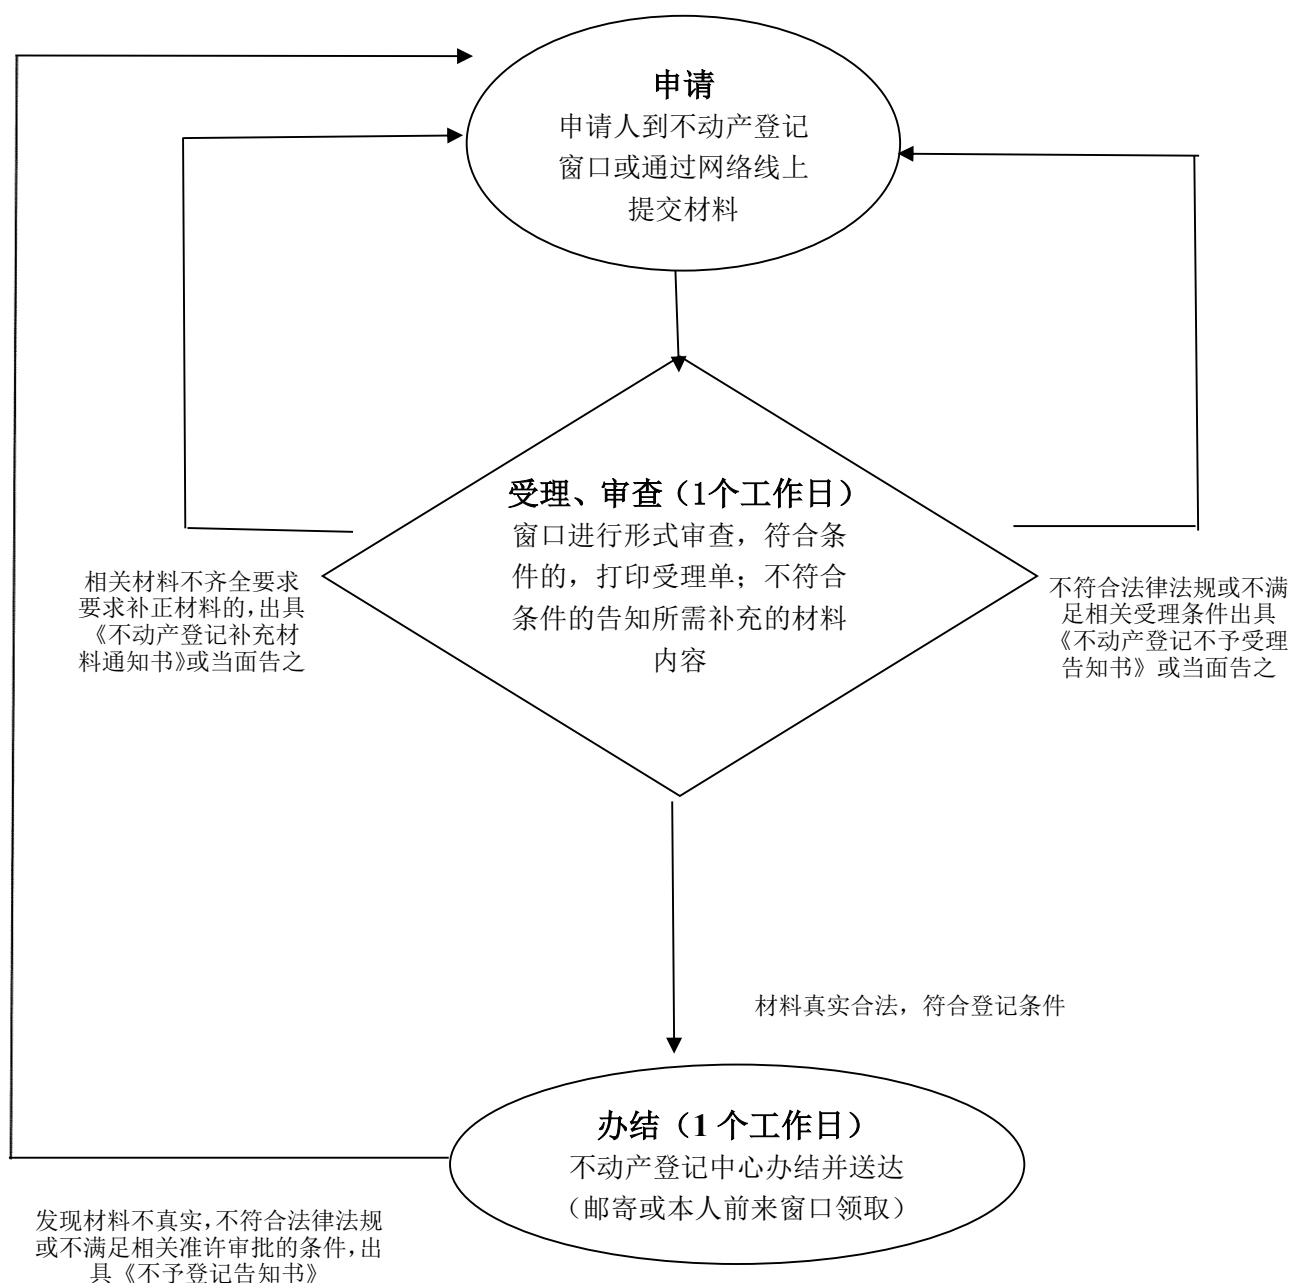 申请
申请人到不动产登记
窗口或通过网络线上
提交材料
受理、审查（1个工作日）
窗口进行形式审查，符合条
件的，打印受理单；不符合
条件的告知所需补充的材料
内容
相关材料不齐全要求
要求补正材料的，出具
《不动产登记补充材
料通知书》或当面告之
不符合法律法规或不满
足相关受理条件出具
《不动产登记不予受理
告知书》或当面告之
材料真实合法，符合登记条件
办结（1 个工作日）
不动产登记中心办结并送达
（邮寄或本人前来窗口领取）
发现材料不真实，不符合法律法规
或不满足相关准许审批的条件，出
具《不予登记告知书》